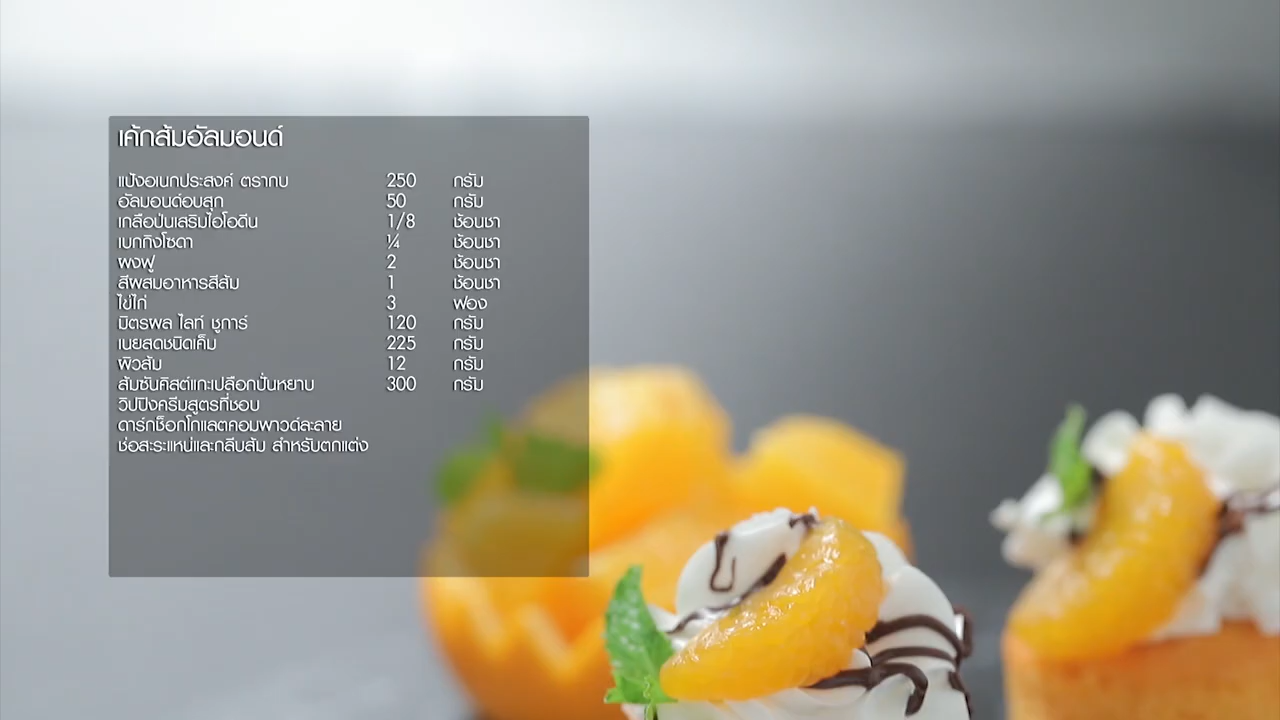 เค้กส้มอัลมอนด์
แป้งอเนกประสงค์ ตรากบ 250 กรัม
อัลมอนด์อบสุก 50 กรัม
เกลือป่นเสริมไอโอดีน 1/8 ช้อนชา
เบกกิงโซดา ¼ ช้อนชา
ผงฟู 2 ช้อนชา
สีผสมอาหารสีส้ม 1 ช้อนชา
ไข่ไก่ 3 ฟอง
มิตรผล ไลท์ ชูการ์ 120 กรัม
เนยสดชนิดเค็ม 225 กรัม
ผิวส้ม 12 กรัม
ส้มซันคิสต์แกะเปลือกปั่นหยาบ 300 กรัม
วิปปิงครีมสูตรที่ชอบ
ดาร์กช็อกโกแลตคอมพาวด์ละลาย
ช่อสะระแหน่และกลีบส้ม สำหรับตกแต่ง